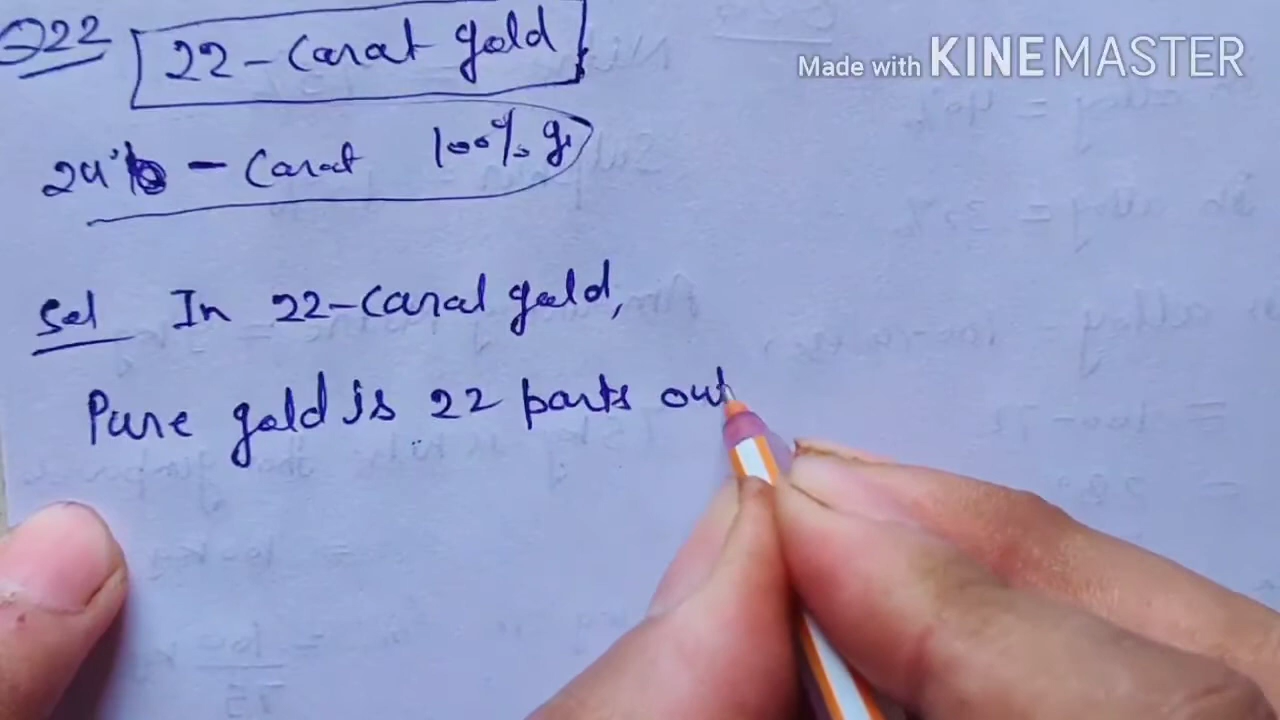 Q22 22-Carat gold
Made with KINEMASTER
24 - Carat 100% g
Sol In 22-Carat gold,
Pure gold is 22 parts out